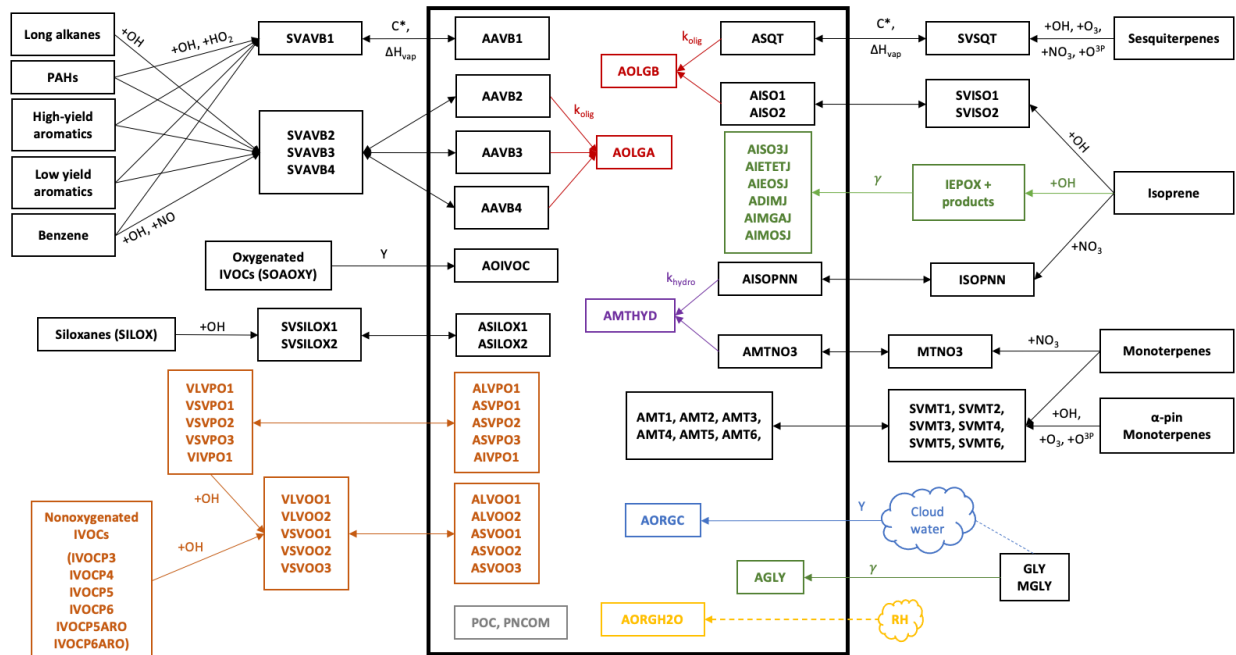 Long alkanes
PAHs
High-yield
aromatics
Low yield
aromatics
Benzene
+OH
+OH, +HO2
+OH, +NO
SVAVB1
SVAVB2
SVAVB3
SVAVB4
C*,
ΔHvap
AAVB1
AAVB2
AAVB3
AAVB4
kolig
AOLGA
Oxygenated
IVOCs (SOAOXY)
Y
AOIVOC
Siloxanes (SILOX)
+OH
SVSILOX1
SVSILOX2
ASILOX1
ASILOX2
VLVPO1
VSVPO1
VSVPO2
VSVPO3
VIVPO1
ALVPO1
ASVPO1
ASVPO2
ASVPO3
AIVPO1
+OH
Nonoxygenated
IVOCs
(IVOCP3
IVOCP4
IVOCP5
IVOCP6
IVOCP5ARO
IVOCP6ARO)
+OH
VLVOO1
VLVOO2
VSVOO1
VSVOO2
VSVOO3
ALVOO1
ALVOO2
ASVOO1
ASVOO2
ASVOO3
POC, PNCOM
AOLGB
kolig
ASQT
C*,
ΔHvap
SVSQT
+OH, +O3,
+NO3, +O3P
Sesquiterpenes
AISO1
AISO2
SVISO1
SVISO2
+OH
AISO3J
AIETETJ
AIEOSJ
ADIMJ
AIMGAJ
AIMOSJ
γ
IEPOX +
products
+OH
Isoprene
+NO3
khydro
AISOPNN
ISOPNN
AMTHYD
AMTNO3
MTNO3
+NO3
Monoterpenes
AMT1, AMT2, AMT3,
AMT4, AMT5, AMT6,
SVMT1, SVMT2,
SVMT3, SVMT4,
SVMT5, SVMT6,
+OH,
+O3, +O3P
α-pin
Monoterpenes
AORGC
Y
Cloud
water
AGLY
γ
GLY
MGLY
AORGH2O
RH